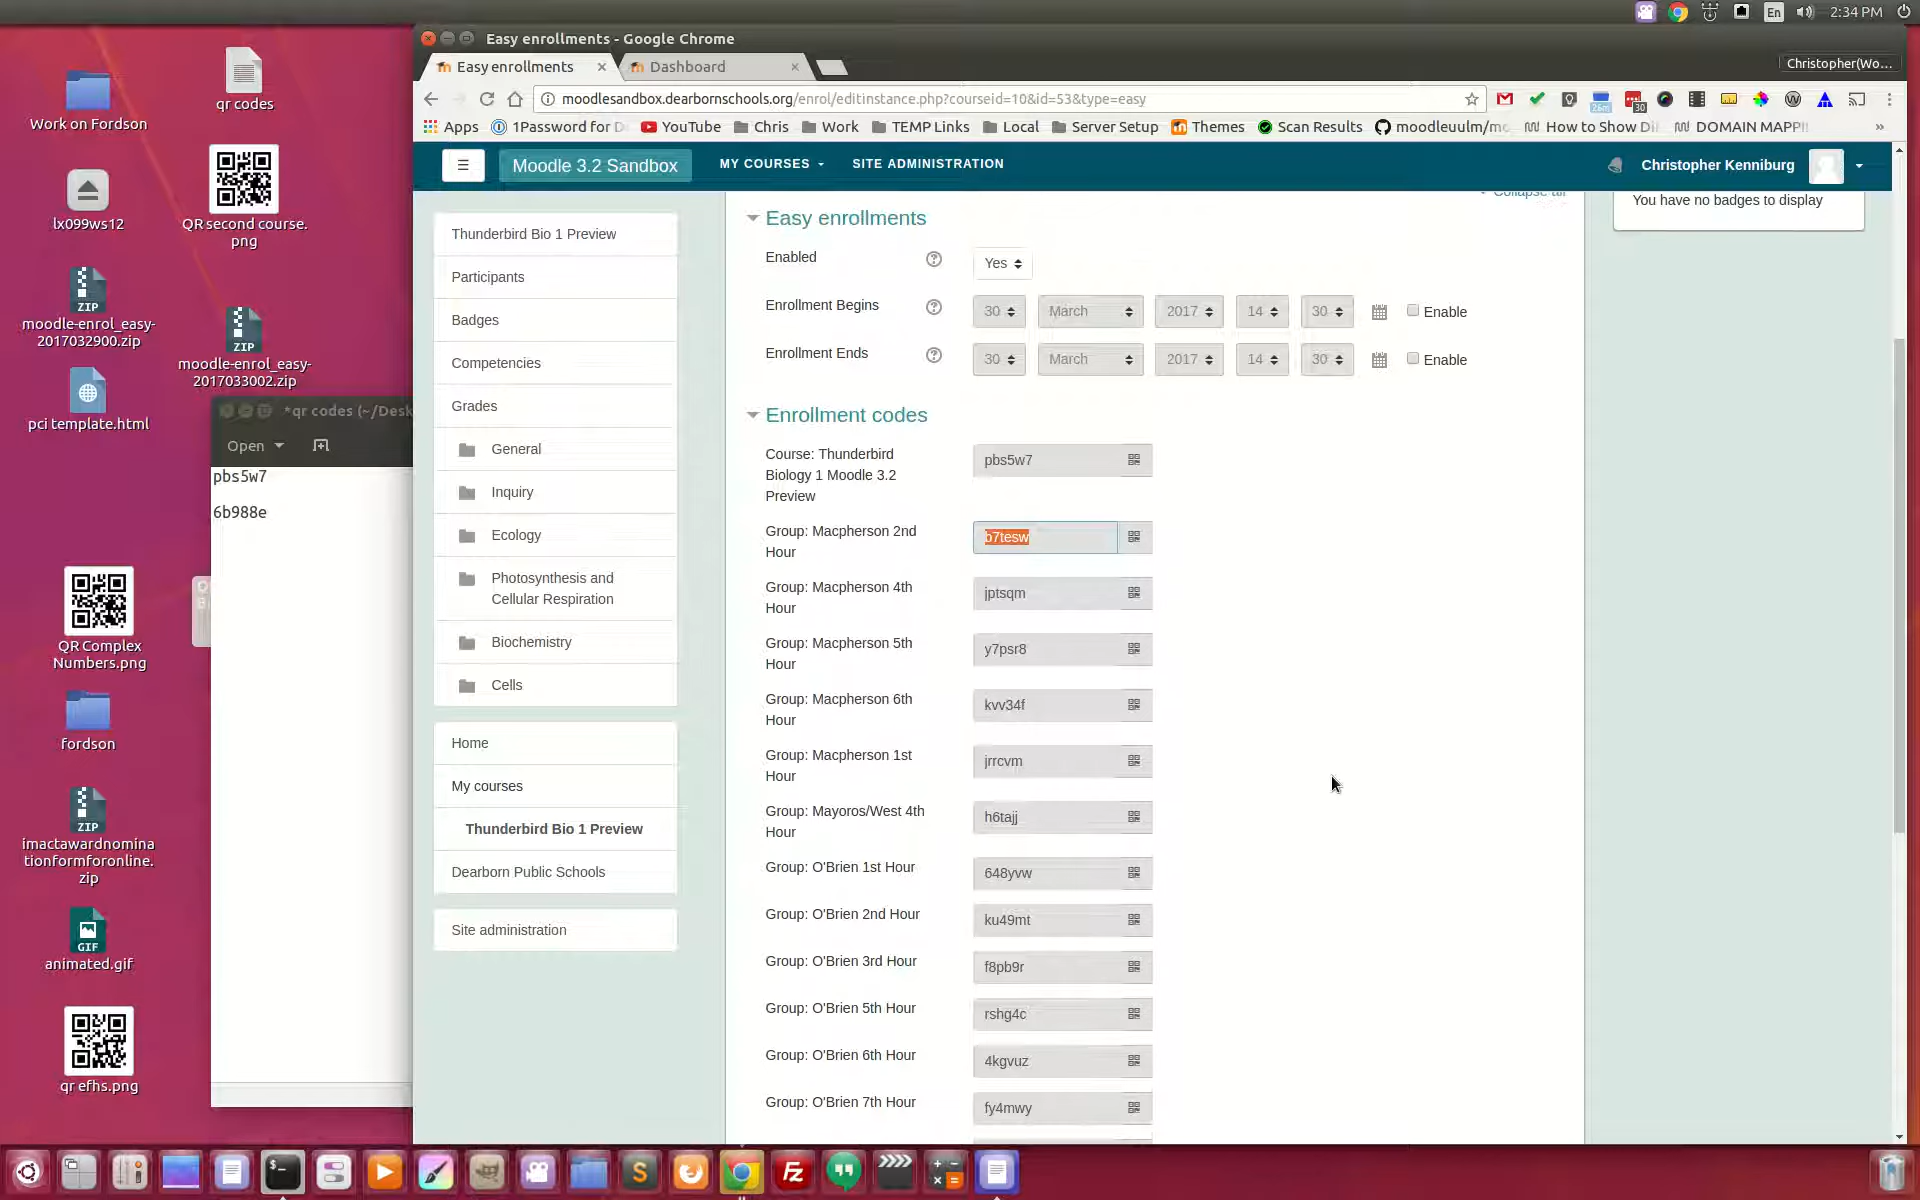 En
2:34 PM
Easy enrollments - Google Chrome
Easy enrollments
Dashboard
Christopher(Wo...
moodlesandbox.dearbornschools.org/enrol/editinstance.php?courseid=10&id=53&type=easy
26m
30
Apps
1Password for D
YouTube
Chris
Work
TEMP Links
Local
Server Setup
Themes
Scan Results
moodleuulm/mo
How to Show Di
DOMAIN MAPPI
»
Moodle 3.2 Sandbox
MY COURSES
SITE ADMINISTRATION
Christopher Kenniburg
Work on Fordson
qr codes
lx099ws12
QR second course.
png
ZIP
moodle-enrol_easy-
2017032900.zip
ZIP
moodle-enrol_easy-
2017033002.zip
pci template.html
*qr codes (~/Desk
Open
pbs5w7
6b988e
QR Complex
Numbers.png
fordson
ZIP
imactawardnomina
tionformforonline.
zip
GIF
animated.gif
qr efhs.png
Thunderbird Bio 1 Preview
Participants
Badges
Competencies
Grades
General
Inquiry
Ecology
Photosynthesis and
Cellular Respiration
Biochemistry
Cells
Home
My courses
Thunderbird Bio 1 Preview
Dearborn Public Schools
Site administration
Collapse all
Easy enrollments
Enabled
Yes
Enrollment Begins
30 March 2017 14 30 Enable
Enrollment Ends
30 March 2017 14 30 Enable
Enrollment codes
Course: Thunderbird
Biology 1 Moodle 3.2
Preview
pbs5w7
Group: Macpherson 2nd
Hour
b7tesw
Group: Macpherson 4th
Hour
jptsqm
Group: Macpherson 5th
Hour
y7psr8
Group: Macpherson 6th
Hour
kvv34f
Group: Macpherson 1st
Hour
jrrcvm
Group: Mayoros/West 4th
Hour
h6tajj
Group: O'Brien 1st Hour
648yvw
Group: O'Brien 2nd Hour
ku49mt
Group: O'Brien 3rd Hour
f8pb9r
Group: O'Brien 5th Hour
rshg4c
Group: O'Brien 6th Hour
4kgvuz
Group: O'Brien 7th Hour
fy4mwy
You have no badges to display